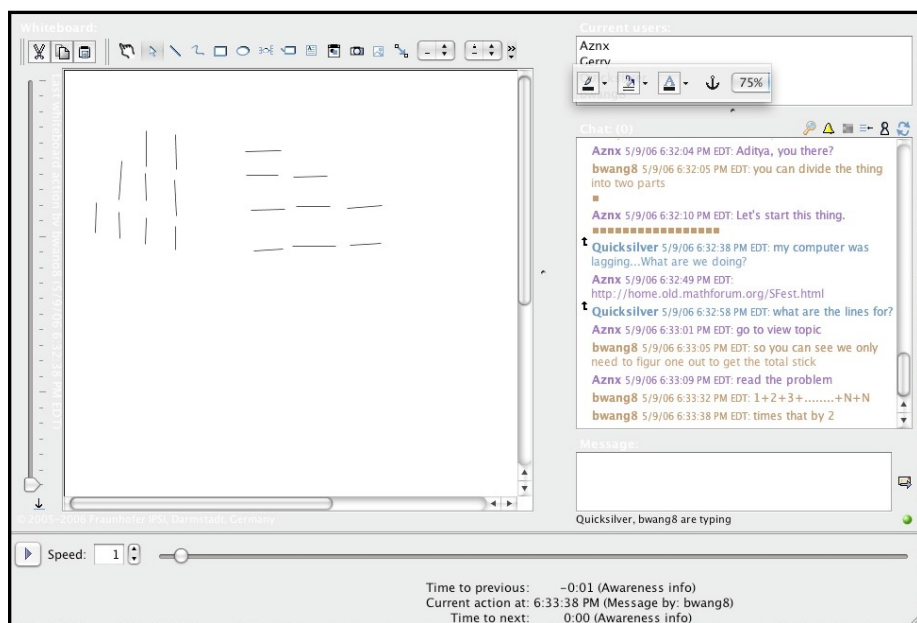 Whiteboard:
Current users:
Aznx
Gerry
75%
Chat: (0)
Aznx 5/9/06 6:32:04 PM EDT: Aditya, you there?
bwang8 5/9/06 6:32:05 PM EDT: you can divide the thing
into two parts
Aznx 5/9/06 6:32:10 PM EDT: Let's start this thing.
Quicksilver 5/9/06 6:32:38 PM EDT: my computer was
lagging...What are we doing?
Aznx 5/9/06 6:32:49 PM EDT:
http://home.old.mathforum.org/SFest.html
Quicksilver 5/9/06 6:32:58 PM EDT: what are the lines for?
Aznx 5/9/06 6:33:01 PM EDT: go to view topic
bwang8 5/9/06 6:33:05 PM EDT: so you can see we only
need to figur one out to get the total stick
Aznx 5/9/06 6:33:09 PM EDT: read the problem
bwang8 5/9/06 6:33:32 PM EDT: 1+2+3+........+N+N
bwang8 5/9/06 6:33:38 PM EDT: times that by 2
Message:
© 2005-2006 Fraunhofer IPSI, Darmstadt, Germany
Quicksilver, bwang8 are typing
Speed: 1
Time to previous: -0:01 (Awareness info)
Current action at: 6:33:38 PM (Message by: bwang8)
Time to next: 0:00 (Awareness info)